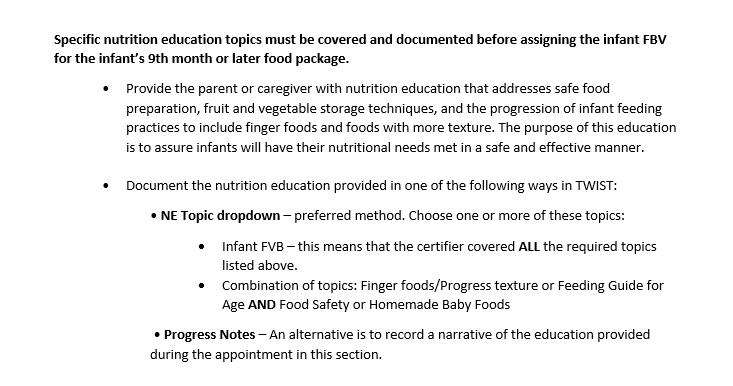 Specific nutrition education topics must be covered and documented before assigning the infant FBV
for the infant's 9th month or later food package.
• Provide the parent or caregiver with nutrition education that addresses safe food
preparation, fruit and vegetable storage techniques, and the progression of infant feeding
practices to include finger foods and foods with more texture. The purpose of this education
is to assure infants will have their nutritional needs met in a safe and effective manner.
• Document the nutrition education provided in one of the following ways in TWIST:
• NE Topic dropdown – preferred method. Choose one or more of these topics:
• Infant FVB – this means that the certifier covered ALL the required topics
listed above.
• Combination of topics: Finger foods/Progress texture or Feeding Guide for
Age AND Food Safety or Homemade Baby Foods
• Progress Notes – An alternative is to record a narrative of the education provided
during the appointment in this section.